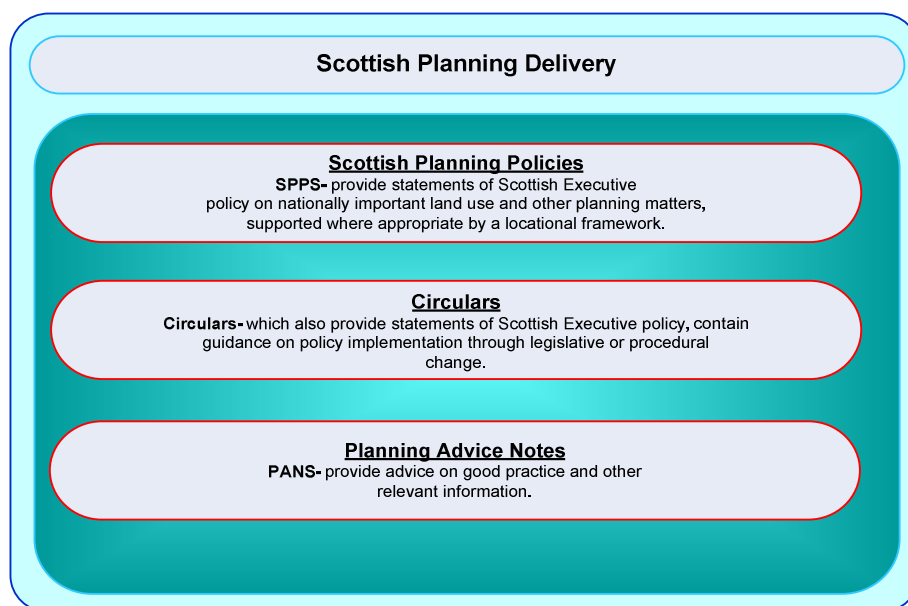 Scottish Planning Delivery
Scottish Planning Policies
SPPS- provide statements of Scottish Executive
policy on nationally important land use and other planning matters,
supported where appropriate by a locational framework.
Circulars
Circulars- which also provide statements of Scottish Executive policy, contain
guidance on policy implementation through legislative or procedural
change.
Planning Advice Notes
PANS- provide advice on good practice and other
relevant information.